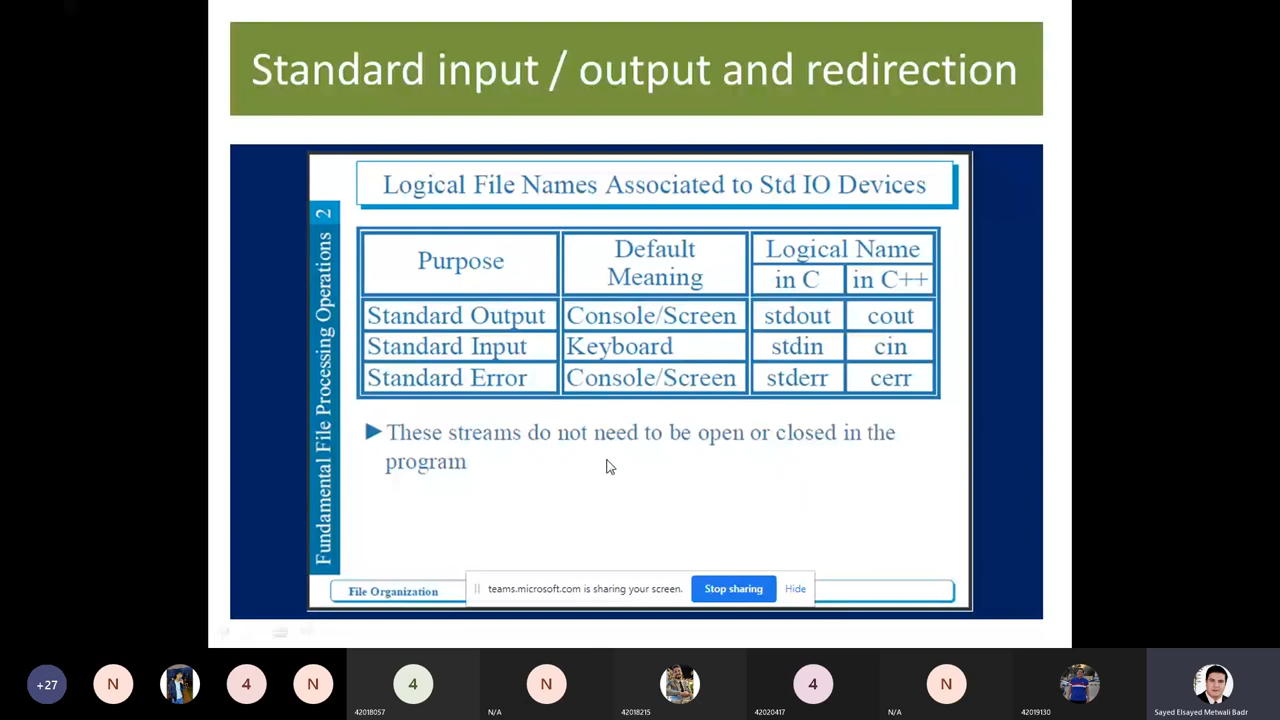 Standard input / output and redirection
Logical File Names Associated to Std IO Devices
Fundamental File Processing Operations 2
Purpose
Default Meaning
Logical Name
in C
in C++
Standard Output Console/Screen stdout cout
Standard Input Keyboard stdin cin
Standard Error Console/Screen stderr cerr
►These streams do not need to be open or closed in the
program
File Organization
teams.microsoft.com is sharing your screen. Stop sharing Hide
+27 N 4 N 4 N 4 N
42018057 N/A 42018215 42020417 N/A 42019130 Sayed Elsayed Metwali Badr